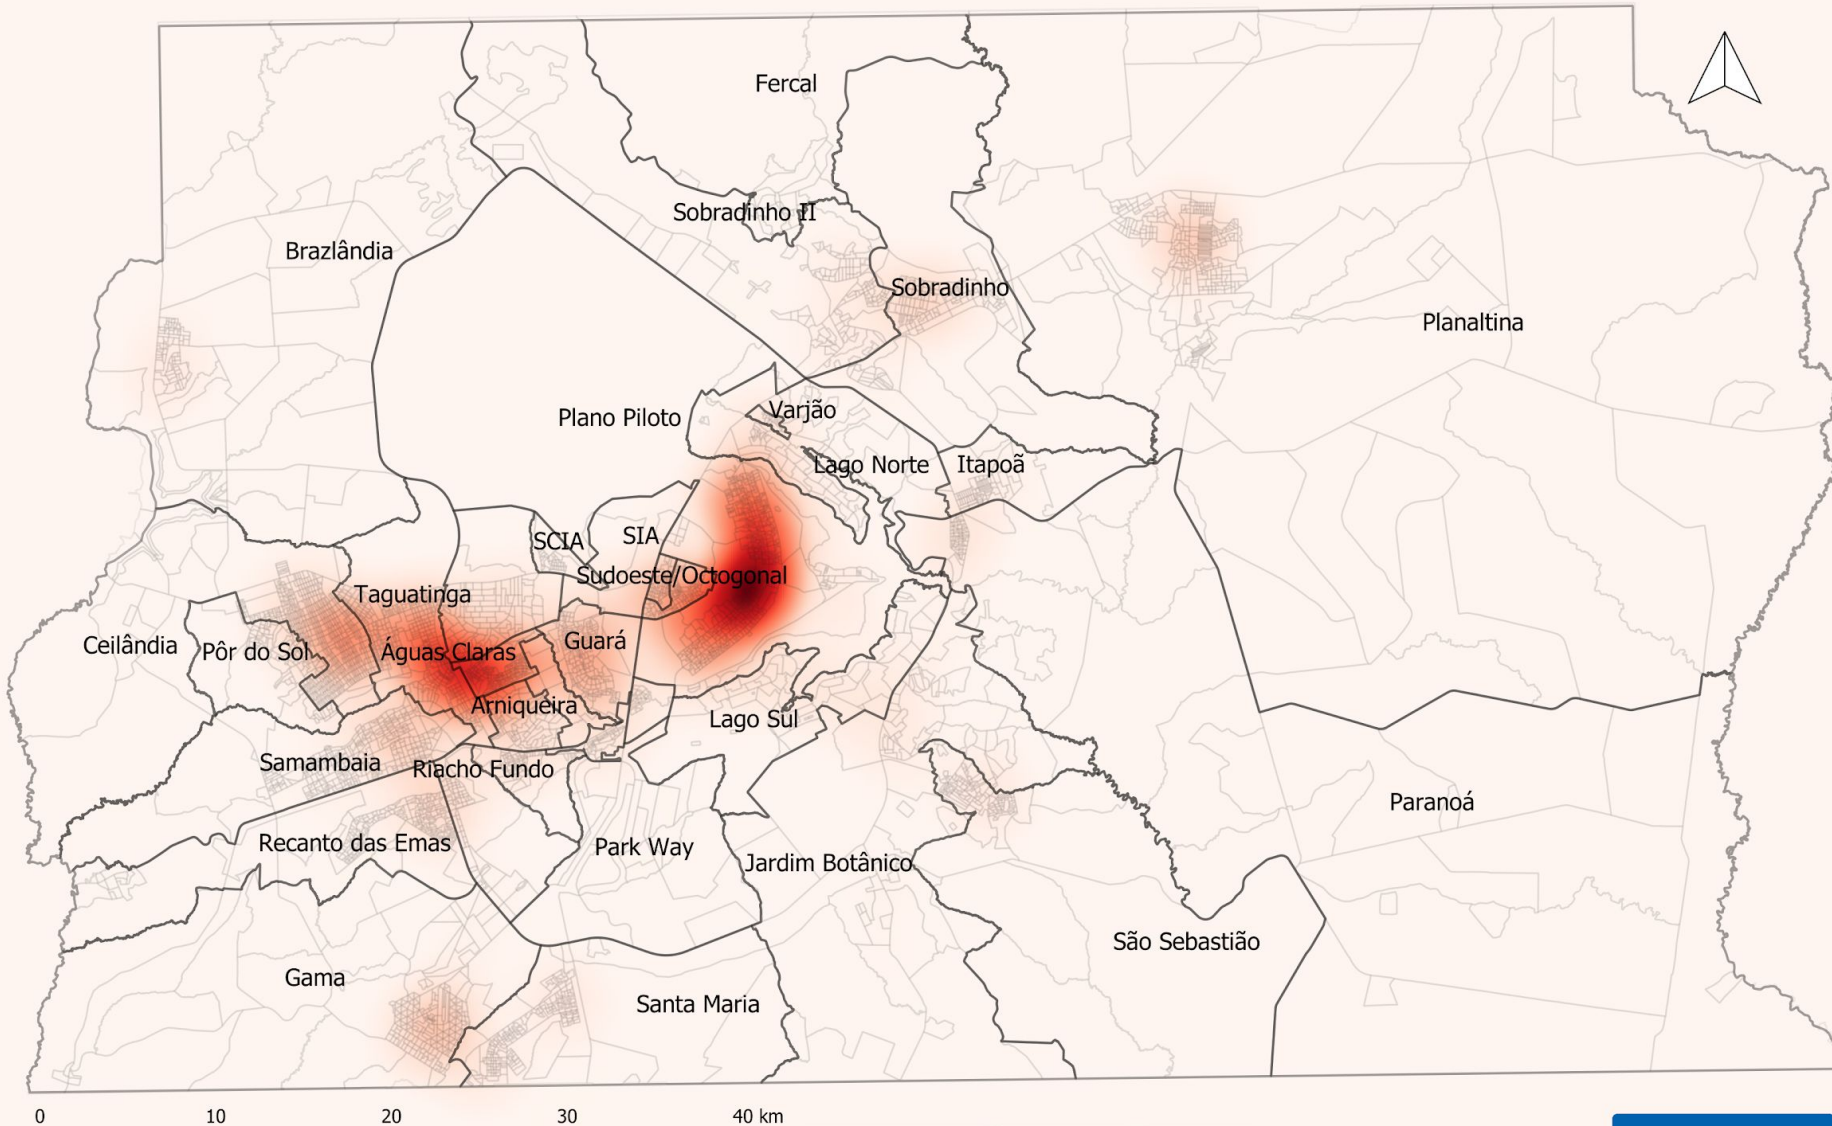 Fercal
Sobradinho II
Brazlândia
Sobradinho
Planaltina
Plano Piloto
Varjão
Lago Norte
Itapoã
SCIA
SIA
Sudoeste/Octogonal
Taguatinga
Ceilândia
Pôr do Sol
Águas Claras
Guará
Arniqueira
Lago Sul
Samambaia
Riacho Fundo
Recanto das Emas
Park Way
Jardim Botânico
Paranoá
São Sebastião
Gama
Santa Maria
0 10 20 30 40 km